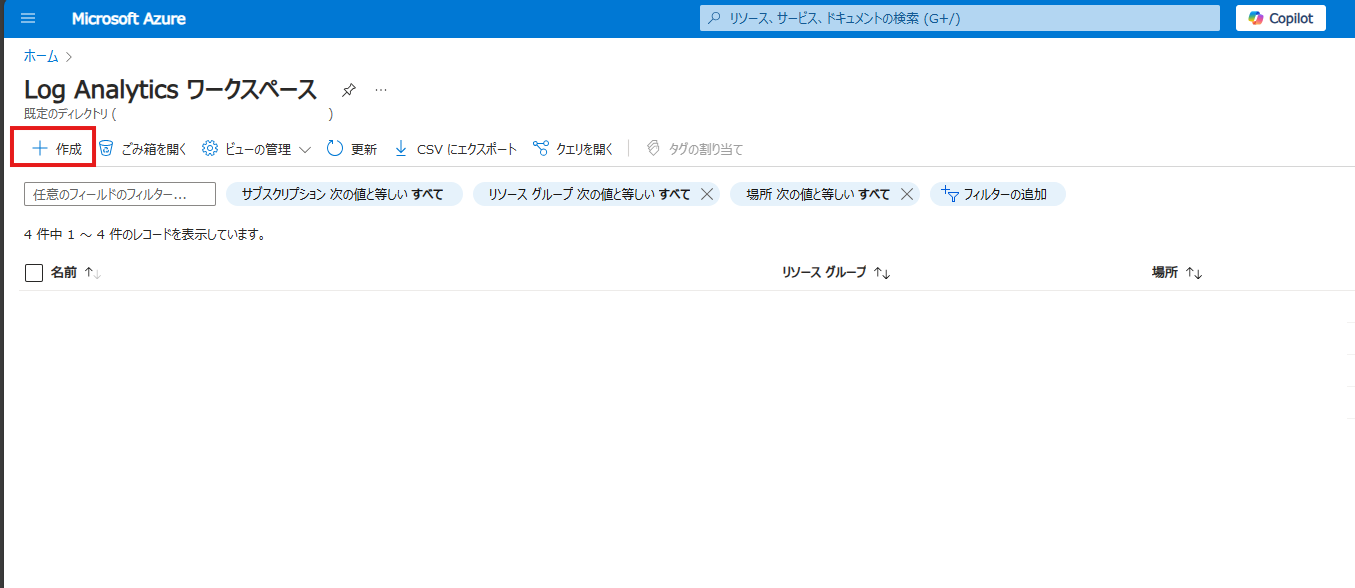 Microsoft Azure
リソース、サービス、ドキュメントの検索 (G+/)
Copilot
ホーム >
Log Analytics ワークスペース ...
既定のディレクトリ ( )
+ 作成 ごみ箱を開く ビューの管理 更新 CSV にエクスポート クエリを開く タグの割り当て
任意のフィールドのフィルター... サブスクリプション 次の値と等しい すべて リソース グループ 次の値と等しい すべて 場所 次の値と等しい すべて フィルターの追加
4 件中 1 ～ 4 件のレコードを表示しています。
名前 ↑↓ リソース グループ ↑↓ 場所 ↑↓